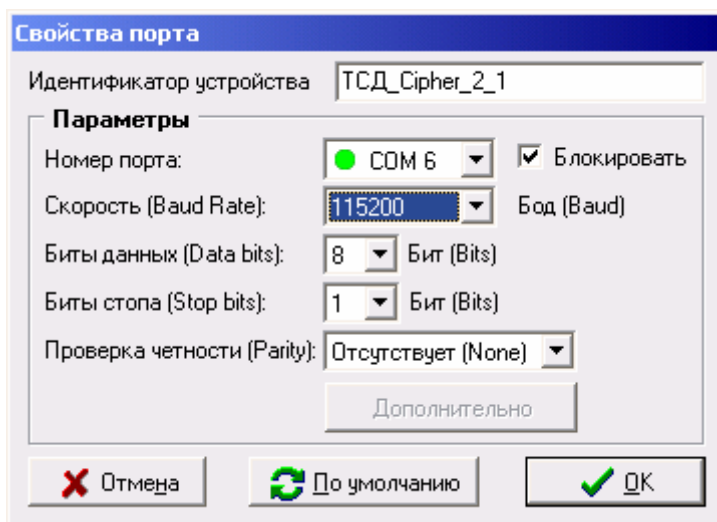 Свойства порта
Идентификатор устройства ТСД_Cipher_2_1
Параметры
Номер порта: COM 6 Блокировать
Скорость (Baud Rate): 115200 Бод (Baud)
Биты данных (Data bits): 8 Бит (Bits)
Биты стопа (Stop bits): 1 Бит (Bits)
Проверка четности (Parity): Отсутствует (None)
Дополнительно
Отмена По умолчанию OK